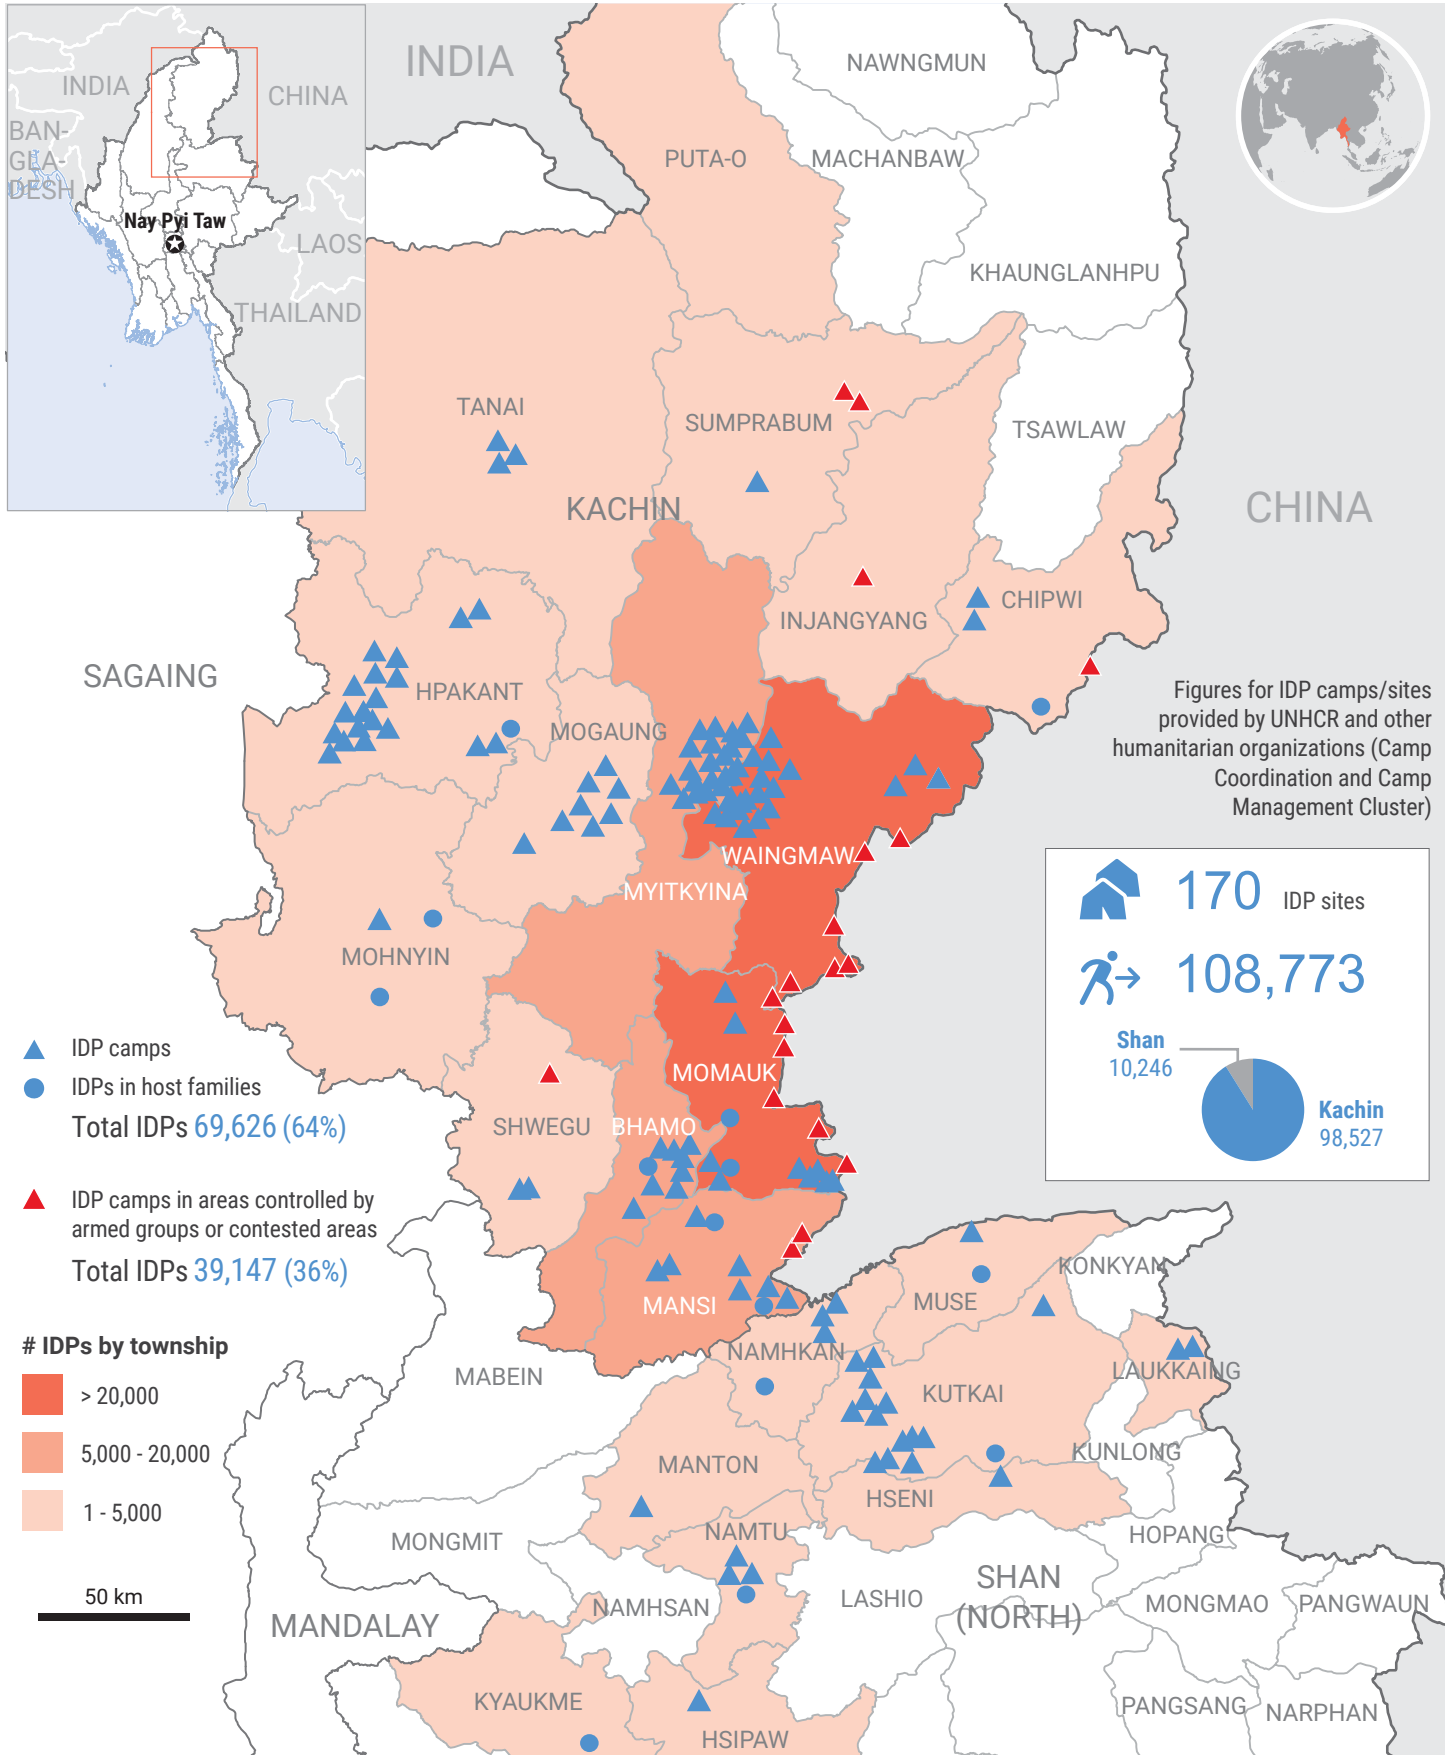 INDIA
CHINA
BAN-
GLA-
DESH
Nay Pyi Taw
LAOS
THAILAND
INDIA
NAWNGMUN
PUTA-O
MACHANBAW
KHAUNGLANHPU
TANAI
SUMPRABUM
TSAWLAW
KACHIN
CHINA
INJANGYANG
CHIPWI
SAGAING
HPAKANT
MOGAUNG
Figures for IDP camps/sites
provided by UNHCR and other
humanitarian organizations (Camp
Coordination and Camp
Management Cluster)
WAINGMAW
MYITKYINA
MOHNYIN
170 IDP sites
108,773
Shan
10,246
Kachin
98,527
IDP camps
IDPs in host families
Total IDPs 69,626 (64%)
MOMAUK
SHWEGU
BHAMO
IDP camps in areas controlled by
armed groups or contested areas
Total IDPs 39,147 (36%)
KONKYAN
MUSE
MANSI
# IDPs by township
> 20,000
5,000 - 20,000
1 - 5,000
NAMHKAN
MABEIN
LAUKKAING
KUTKAI
KUNLONG
MANTON
HSENI
NAMTU
MONGMIT
HOPANG
50 km
SHAN
(NORTH)
LASHIO
NAMHSAN
MONGMAO
PANGWAUN
MANDALAY
KYAUKME
HSIPAW
PANGSANG
NARPHAN